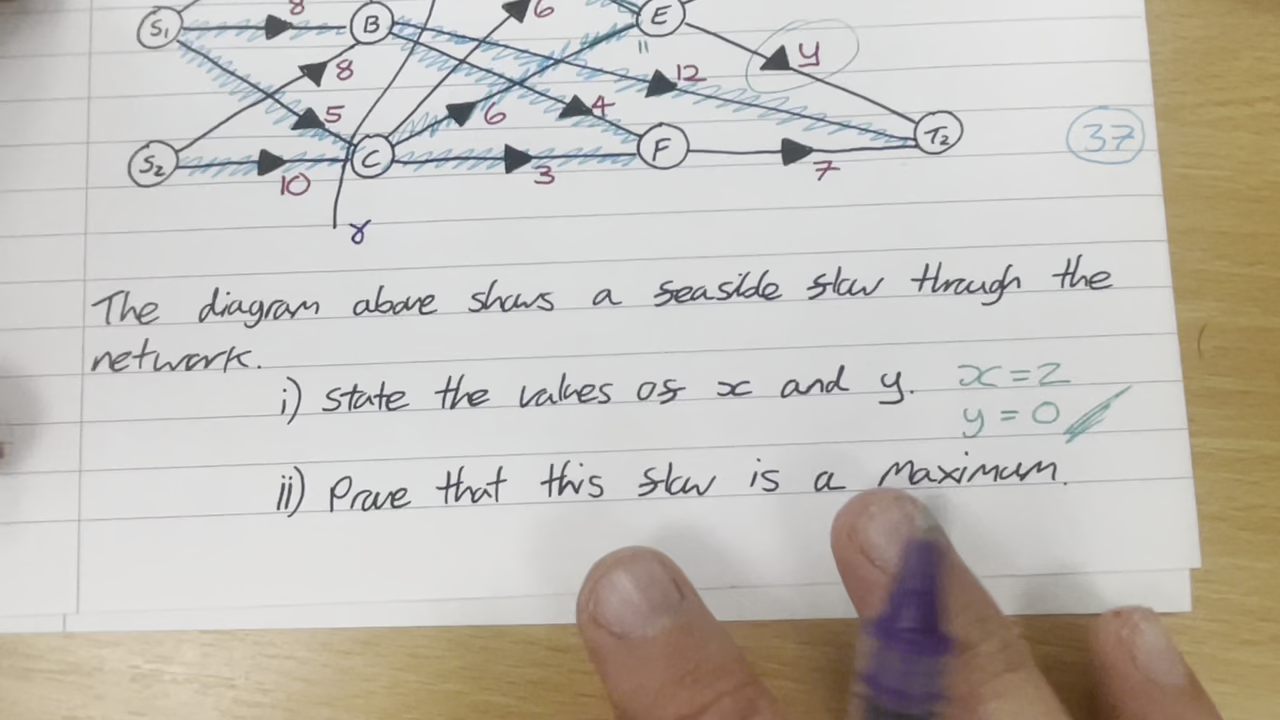 8 6
S1 B E y
8 12
11
5 6 4 T2 37
S2 C F
10 3 7
γ
The diagram above shows a feasible flow through the
network.
i) State the values of x and y. x=2
y=0
ii) Prove that this flow is a maximum.